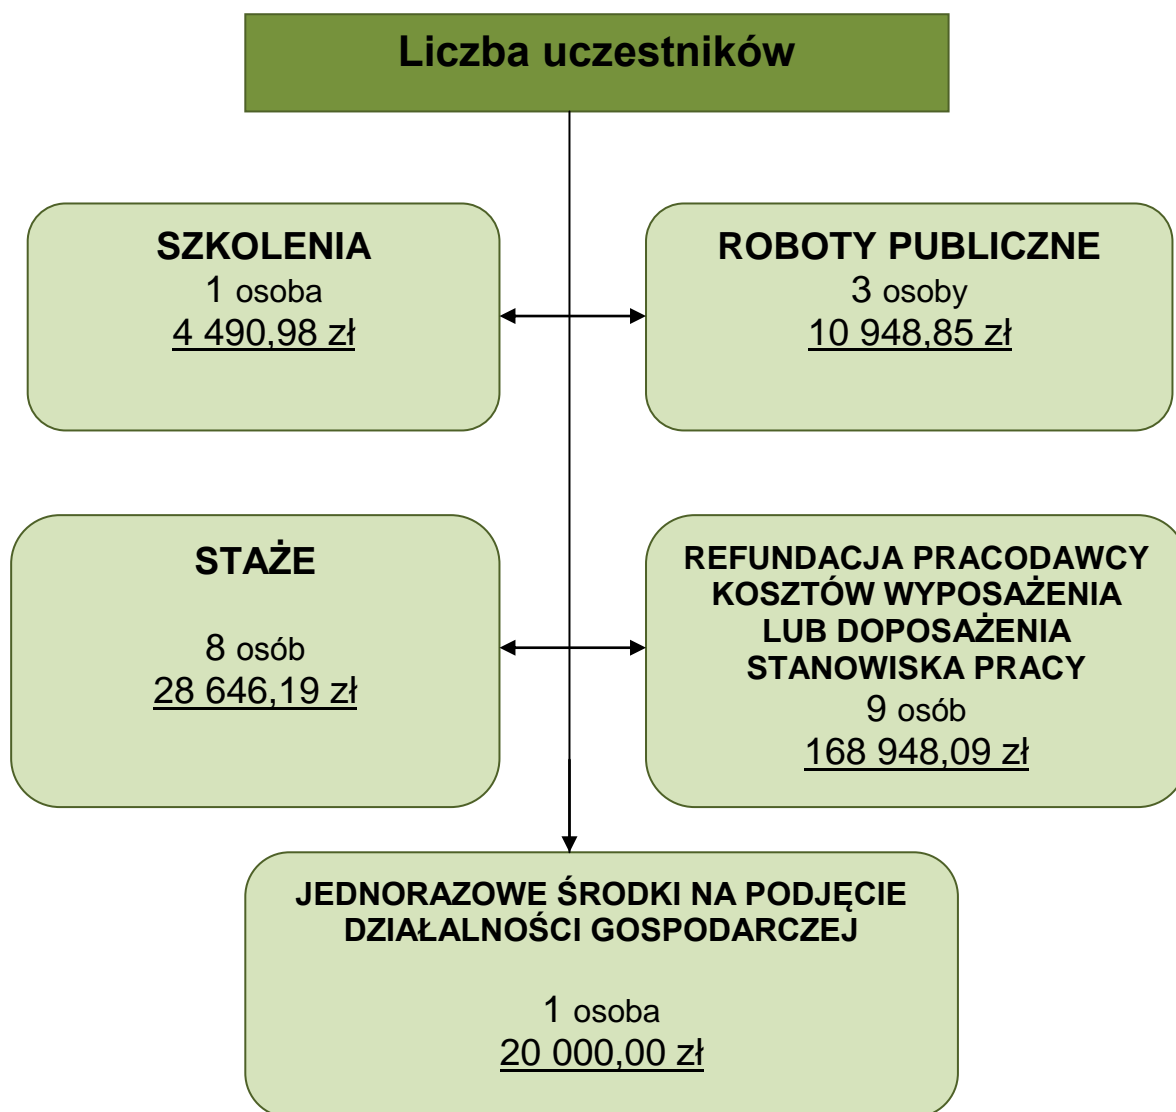 Liczba uczestników
SZKOLENIA
1 osoba
4 490,98 zł
ROBOTY PUBLICZNE
3 osoby
10 948,85 zł
STAŻE
8 osób
28 646,19 zł
REFUNDACJA PRACODAWCY
KOSZTÓW WYPOSAŻENIA
LUB DOPOSAŻENIA
STANOWISKA PRACY
9 osób
168 948,09 zł
JEDNORAZOWE ŚRODKI NA PODJĘCIE
DZIAŁALNOŚCI GOSPODARCZEJ
1 osoba
20 000,00 zł